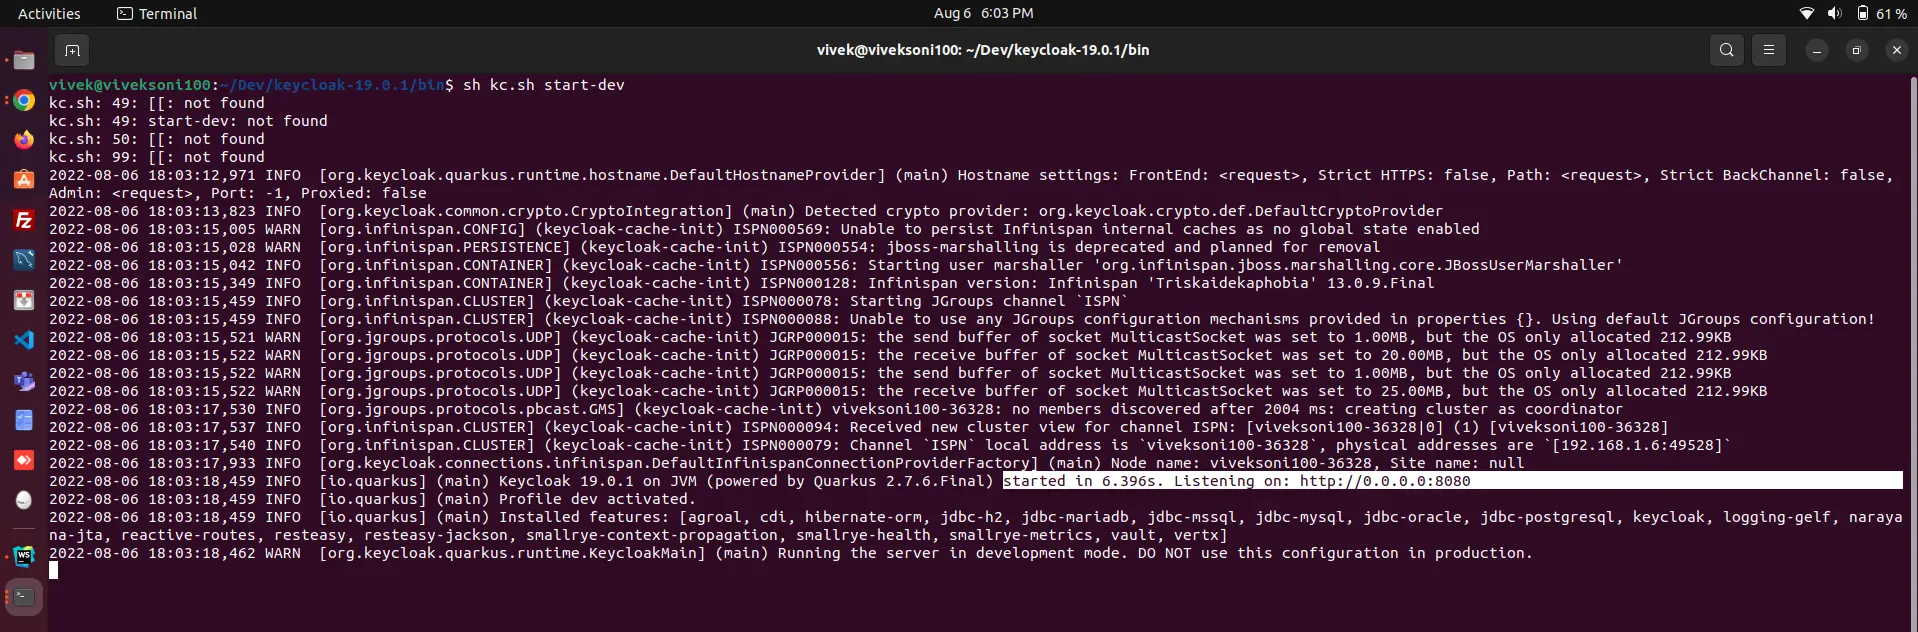 Activities
Terminal
Aug 6 6:03 PM
61 %
vivek@viveksoni100: ~/Dev/keycloak-19.0.1/bin
vivek@viveksoni100:~/Dev/keycloak-19.0.1/bin$ sh kc.sh start-dev
kc.sh: 49: [[: not found
kc.sh: 49: start-dev: not found
kc.sh: 50: [[: not found
kc.sh: 99: [[: not found
2022-08-06 18:03:12,971 INFO  [org.keycloak.quarkus.runtime.hostname.DefaultHostnameProvider] (main) Hostname settings: FrontEnd: <request>, Strict HTTPS: false, Path: <request>, Strict BackChannel: false,
Admin: <request>, Port: -1, Proxied: false
2022-08-06 18:03:13,823 INFO  [org.keycloak.common.crypto.CryptoIntegration] (main) Detected crypto provider: org.keycloak.crypto.def.DefaultCryptoProvider
2022-08-06 18:03:15,005 WARN  [org.infinispan.CONFIG] (keycloak-cache-init) ISPN000569: Unable to persist Infinispan internal caches as no global state enabled
2022-08-06 18:03:15,028 WARN  [org.infinispan.PERSISTENCE] (keycloak-cache-init) ISPN000554: jboss-marshalling is deprecated and planned for removal
2022-08-06 18:03:15,042 INFO  [org.infinispan.CONTAINER] (keycloak-cache-init) ISPN000556: Starting user marshaller 'org.infinispan.jboss.marshalling.core.JBossUserMarshaller'
2022-08-06 18:03:15,349 INFO  [org.infinispan.CONTAINER] (keycloak-cache-init) ISPN000128: Infinispan version: Infinispan 'Triskaidekaphobia' 13.0.9.Final
2022-08-06 18:03:15,459 INFO  [org.infinispan.CLUSTER] (keycloak-cache-init) ISPN000078: Starting JGroups channel `ISPN`
2022-08-06 18:03:15,459 INFO  [org.infinispan.CLUSTER] (keycloak-cache-init) ISPN000088: Unable to use any JGroups configuration mechanisms provided in properties {}. Using default JGroups configuration!
2022-08-06 18:03:15,521 WARN  [org.jgroups.protocols.UDP] (keycloak-cache-init) JGRP000015: the send buffer of socket MulticastSocket was set to 1.00MB, but the OS only allocated 212.99KB
2022-08-06 18:03:15,522 WARN  [org.jgroups.protocols.UDP] (keycloak-cache-init) JGRP000015: the receive buffer of socket MulticastSocket was set to 20.00MB, but the OS only allocated 212.99KB
2022-08-06 18:03:15,522 WARN  [org.jgroups.protocols.UDP] (keycloak-cache-init) JGRP000015: the send buffer of socket MulticastSocket was set to 1.00MB, but the OS only allocated 212.99KB
2022-08-06 18:03:15,522 WARN  [org.jgroups.protocols.UDP] (keycloak-cache-init) JGRP000015: the receive buffer of socket MulticastSocket was set to 25.00MB, but the OS only allocated 212.99KB
2022-08-06 18:03:17,530 INFO  [org.jgroups.protocols.pbcast.GMS] (keycloak-cache-init) viveksoni100-36328: no members discovered after 2004 ms: creating cluster as coordinator
2022-08-06 18:03:17,537 INFO  [org.infinispan.CLUSTER] (keycloak-cache-init) ISPN000094: Received new cluster view for channel ISPN: [viveksoni100-36328|0] (1) [viveksoni100-36328]
2022-08-06 18:03:17,540 INFO  [org.infinispan.CLUSTER] (keycloak-cache-init) ISPN000079: Channel `ISPN` local address is `viveksoni100-36328`, physical addresses are `[192.168.1.6:49528]`
2022-08-06 18:03:17,933 INFO  [org.keycloak.connections.infinispan.DefaultInfinispanConnectionProviderFactory] (main) Node name: viveksoni100-36328, Site name: null
2022-08-06 18:03:18,459 INFO  [io.quarkus] (main) Keycloak 19.0.1 on JVM (powered by Quarkus 2.7.6.Final) started in 6.396s. Listening on: http://0.0.0.0:8080
2022-08-06 18:03:18,459 INFO  [io.quarkus] (main) Profile dev activated.
2022-08-06 18:03:18,459 INFO  [io.quarkus] (main) Installed features: [agroal, cdi, hibernate-orm, jdbc-h2, jdbc-mariadb, jdbc-mssql, jdbc-mysql, jdbc-oracle, jdbc-postgresql, keycloak, logging-gelf, naraya
na-jta, reactive-routes, resteasy, resteasy-jackson, smallrye-context-propagation, smallrye-health, smallrye-metrics, vault, vertx]
2022-08-06 18:03:18,462 WARN  [org.keycloak.quarkus.runtime.KeycloakMain] (main) Running the server in development mode. DO NOT use this configuration in production.
Fz
WS